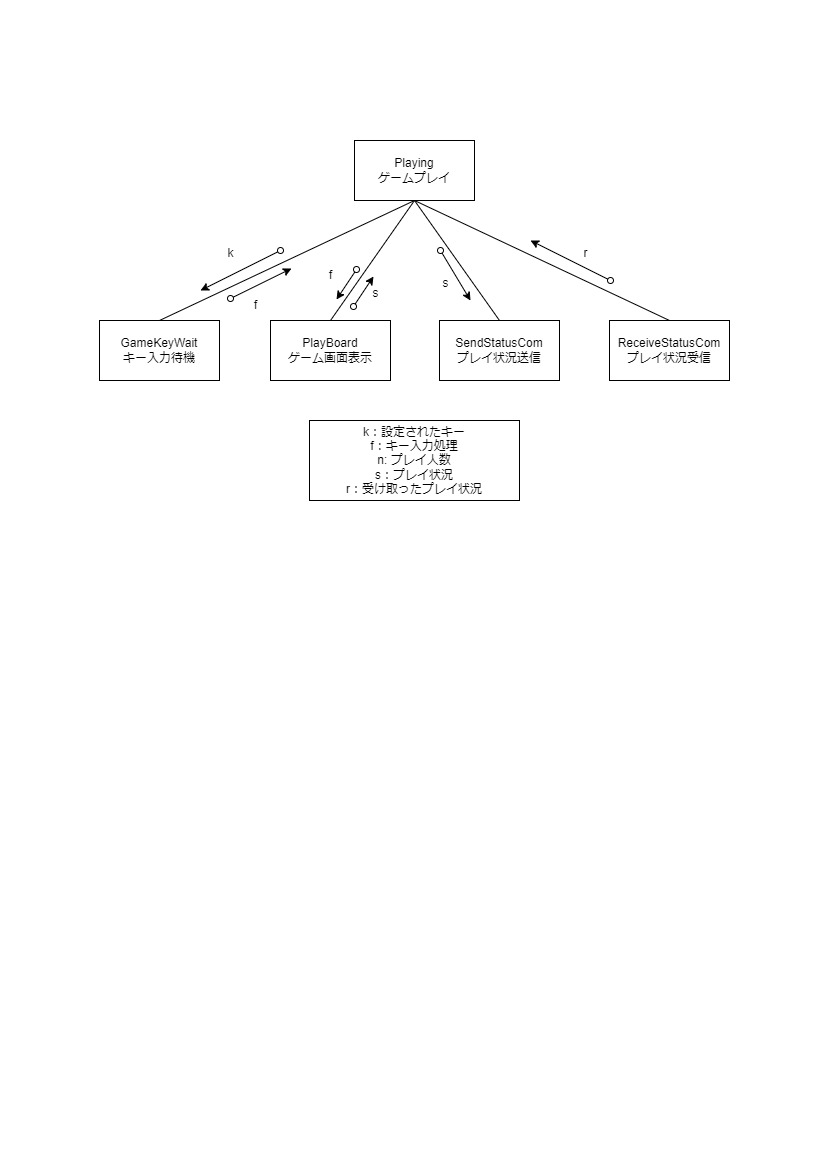 Playing
ゲームプレイ
k
f
f
s
s
r
GameKeyWait
キー入力待機
PlayBoard
ゲーム画面表示
SendStatusCom
プレイ状況送信
ReceiveStatusCom
プレイ状況受信
k：設定されたキー
f：キー入力処理
n: プレイ人数
s：プレイ状況
r：受け取ったプレイ状況